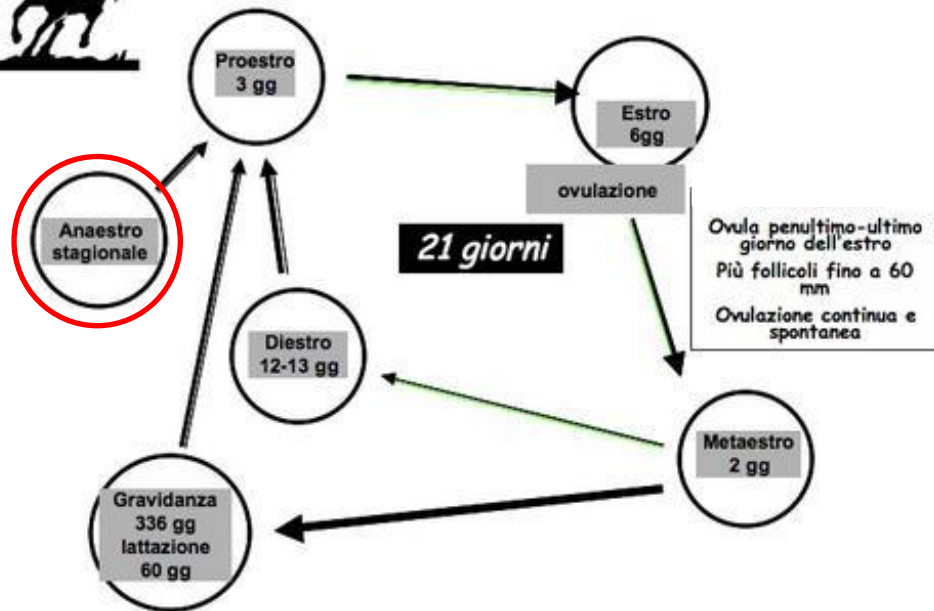 Proestro
3 gg
Estro
6gg
ovulazione
Anaestro
stagionale
21 giorni
Ovula penultimo-ultimo
giorno dell'estro
Più follicoli fino a 60
mm
Ovulazione continua e
spontanea
Diestro
12-13 gg
Metaestro
2 gg
Gravidanza
336 gg
lattazione
60 gg